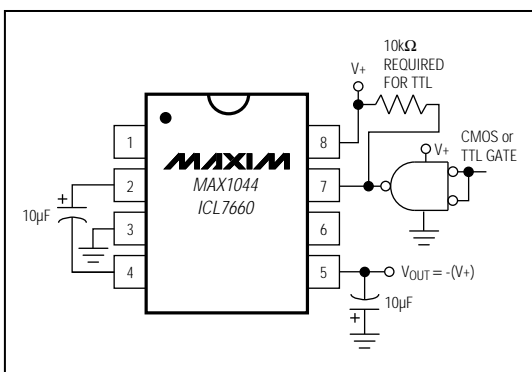 10kΩ
REQUIRED
FOR TTL
V+
CMOS or
TTL GATE
V+
1
8
MAXIM
MAX1044
ICL7660
2
7
10µF
+
3
6
4
5
VOUT = -(V+)
10µF
+